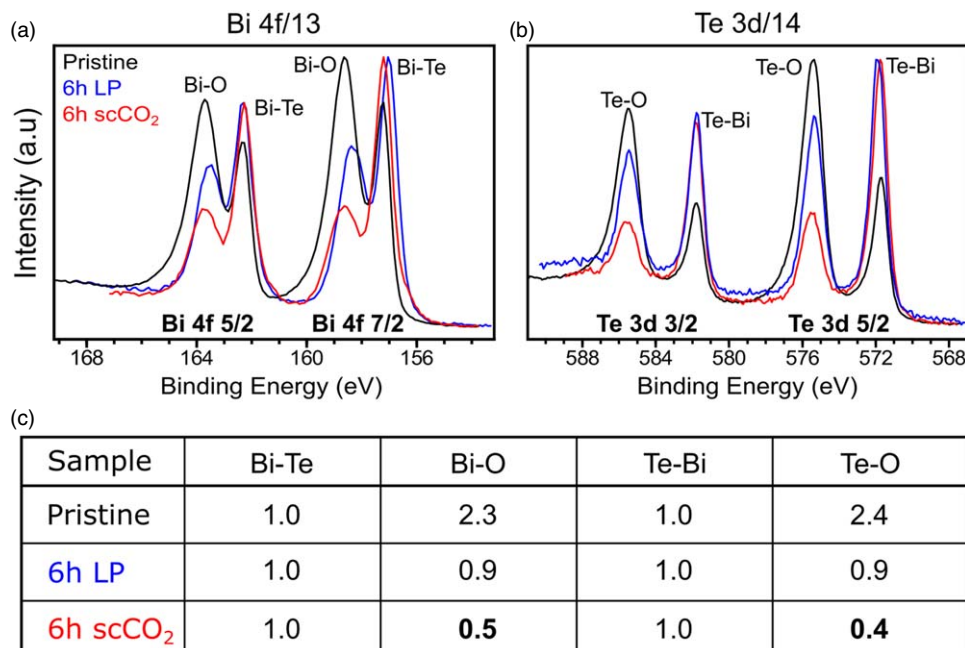 (a) Bi 4f/13
Pristine
6h LP
6h scCO₂
Bi-O
Bi-Te
Bi-O
Bi-Te
Intensity (a.u)
Bi 4f 5/2
Bi 4f 7/2
168 164 160 156
Binding Energy (eV)
(b) Te 3d/14
Te-O
Te-Bi
Te-O
Te-Bi
Te 3d 3/2
Te 3d 5/2
588 584 580 576 572 568
Binding Energy (eV)
(c)
Sample Bi-Te Bi-O Te-Bi Te-O
Pristine 1.0 2.3 1.0 2.4
6h LP 1.0 0.9 1.0 0.9
6h scCO₂ 1.0 0.5 1.0 0.4